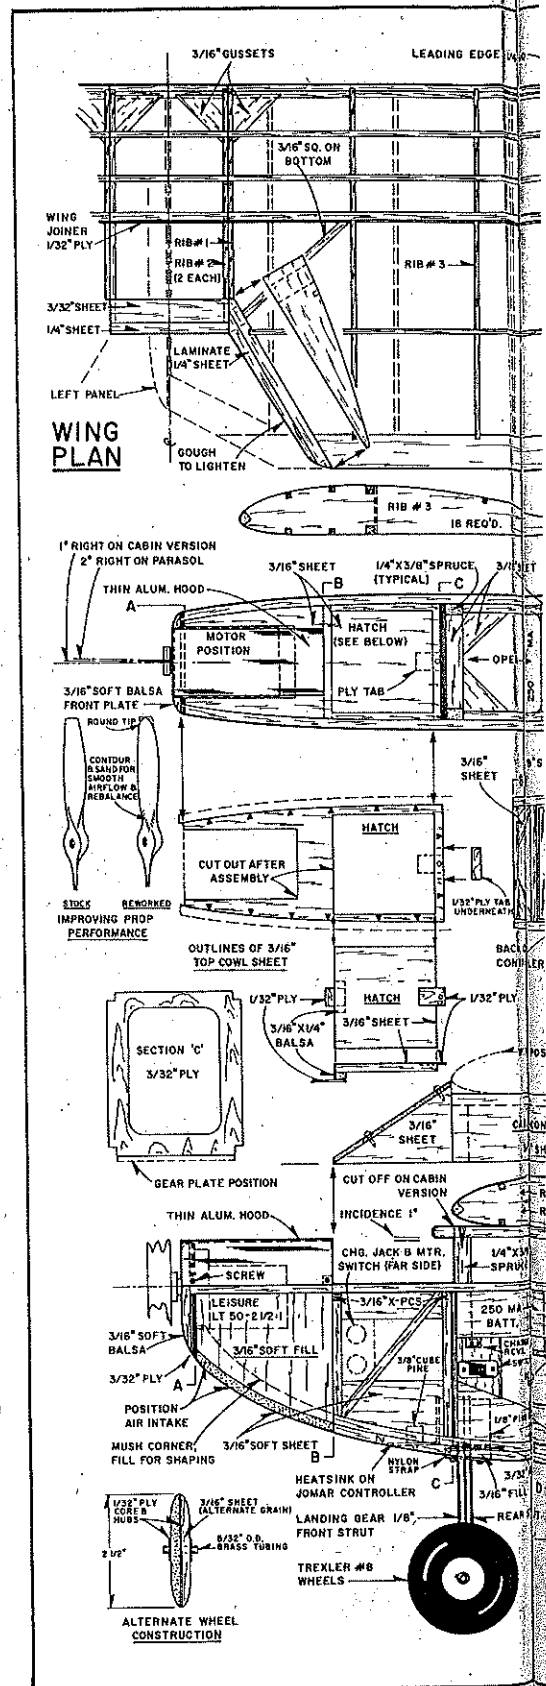 3/16" GUSSETS
LEADING EDGE
3/16" SQ. ON
BOTTOM
WING
JOINER
1/32" PLY
RIB #1
RIB #2
(2 EACH)
RIB #3
3/32" SHEET
1/4" SHEET
LAMINATE
1/4" SHEET
LEFT PANEL
WING
PLAN
GOUGH
TO LIGHTEN
RIB #3
18 REQ'D.
1° RIGHT ON CABIN VERSION
2° RIGHT ON PARASOL
THIN ALUM. HOOD
A
3/16" SHEET
B
1/4" X 3/8" SPRUCE
(TYPICAL)
C
MOTOR
POSITION
HATCH
(SEE BELOW)
PLY TAB
3/16" SOFT BALSA
FRONT PLATE
ROUND TIP
CONTOUR
& SAND FOR
SMOOTH
AIRFLOW &
REBALANCE
STOCK
REWORKED
IMPROVING PROP
PERFORMANCE
3/16"
SHEET
HATCH
CUT OUT AFTER
ASSEMBLY
1/32" PLY TAB
UNDERNEATH
OUTLINES OF 3/16"
TOP COWL SHEET
1/32" PLY
HATCH
1/32" PLY
3/16" X 1/4"
BALSA
3/16" SHEET
SECTION 'C'
3/32" PLY
GEAR PLATE POSITION
3/16"
SHEET
CUT OFF ON CABIN
VERSION
THIN ALUM. HOOD
INCIDENCE 1°
CHG. JACK & MTR.
SWITCH (FAR SIDE)
SCREW
LEISURE
LT 50-2 1/2:1
3/16" X-PCS.
250 MA
BATT.
3/16" SOFT
BALSA
3/16" SOFT FILL
3/32" PLY
A
3/8" CUBE
PINE
POSITION
AIR INTAKE
MUSH CORNER,
FILL FOR SHAPING
3/16" SOFT SHEET
B
HEATSINK ON
JOMAR CONTROLLER
NYLON
STRAP
C
3/16" FILL
D
1/32" PLY
CORE &
HUBS
3/16" SHEET
(ALTERNATE GRAIN)
5/32" O.D.
BRASS TUBING
2 1/2"
LANDING GEAR 1/8"
FRONT STRUT
TREXLER #8
WHEELS
ALTERNATE WHEEL
CONSTRUCTION